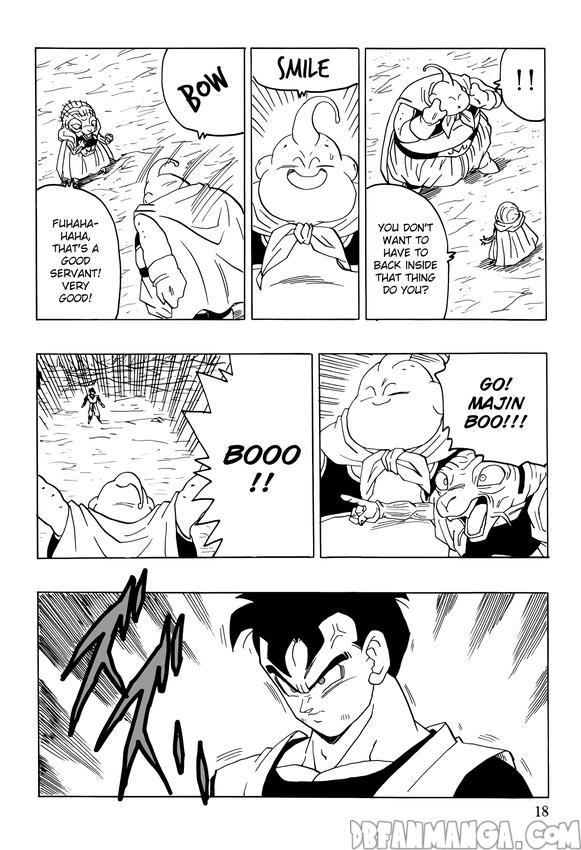 !!
YOU DON'T
WANT TO
HAVE TO
BACK INSIDE
THAT THING
DO YOU?
SMILE
BOW
FUHAHA-
HAHA,
THAT'S A
GOOD
SERVANT!
VERY
GOOD!
GO!
MAJIN
BOO!!!
BOOO
!!
18
DBFANMANGA.COM